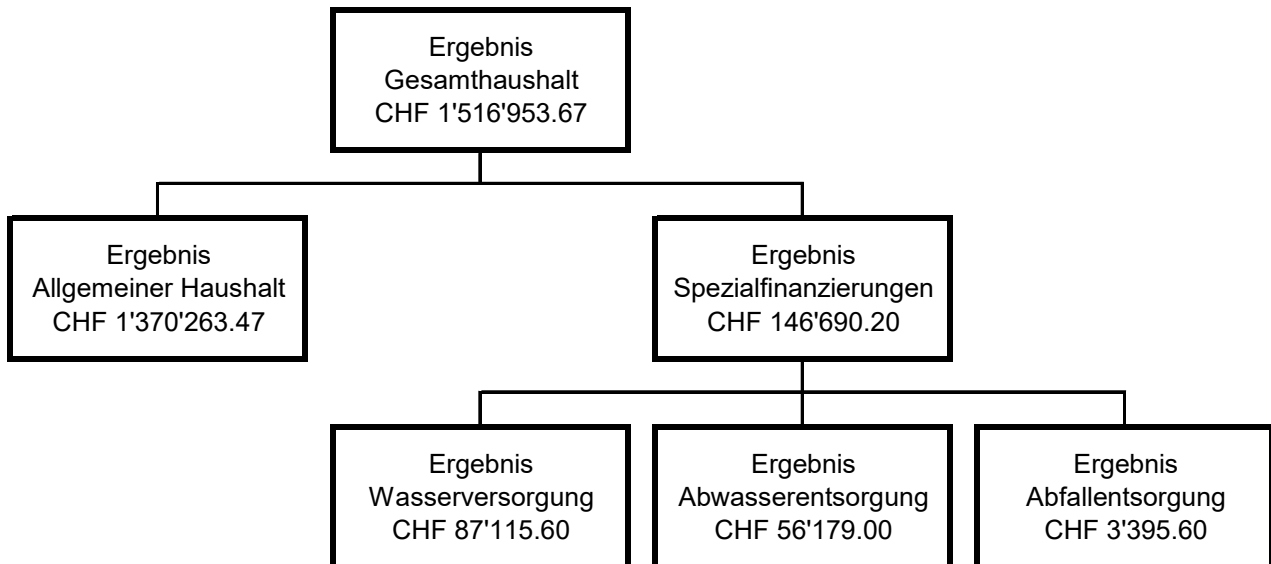 Ergebnis
Gesamthaushalt
CHF 1'516'953.67
Ergebnis
Allgemeiner Haushalt
CHF 1'370'263.47
Ergebnis
Spezialfinanzierungen
CHF 146'690.20
Ergebnis
Wasserversorgung
CHF 87'115.60
Ergebnis
Abwasserentsorgung
CHF 56'179.00
Ergebnis
Abfallentsorgung
CHF 3'395.60